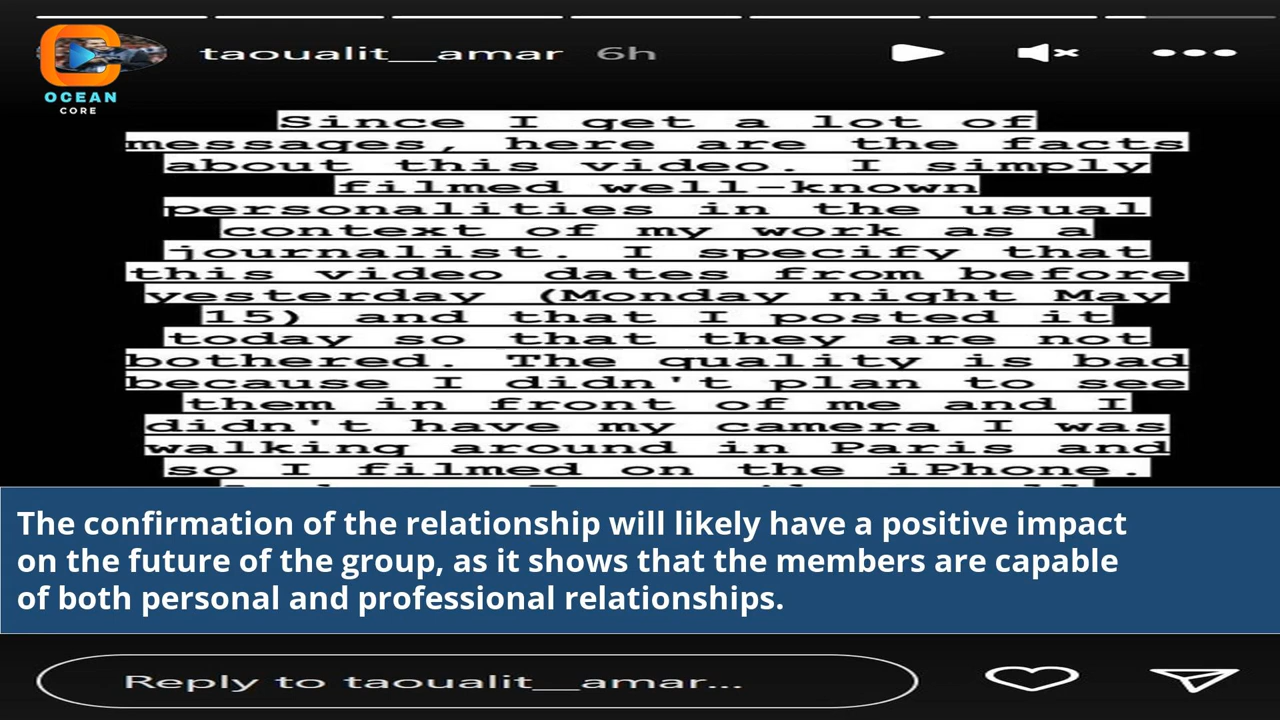 taoualit__amar 6h
OCEAN
CORE
Since I get a lot of
messages, here are the facts
about this video. I simply
filmed well-known
personalities in the usual
context of my work as a
journalist. I specify that
this video dates from before
yesterday (Monday night May
15) and that I posted it
today so that they are not
bothered. The quality is bad
because I didn't plan to see
them in front of me and I
didn't have my camera I was
walking around in Paris and
so I filmed on the iPhone.
The confirmation of the relationship will likely have a positive impact
on the future of the group, as it shows that the members are capable
of both personal and professional relationships.
Reply to taoualit__amar...